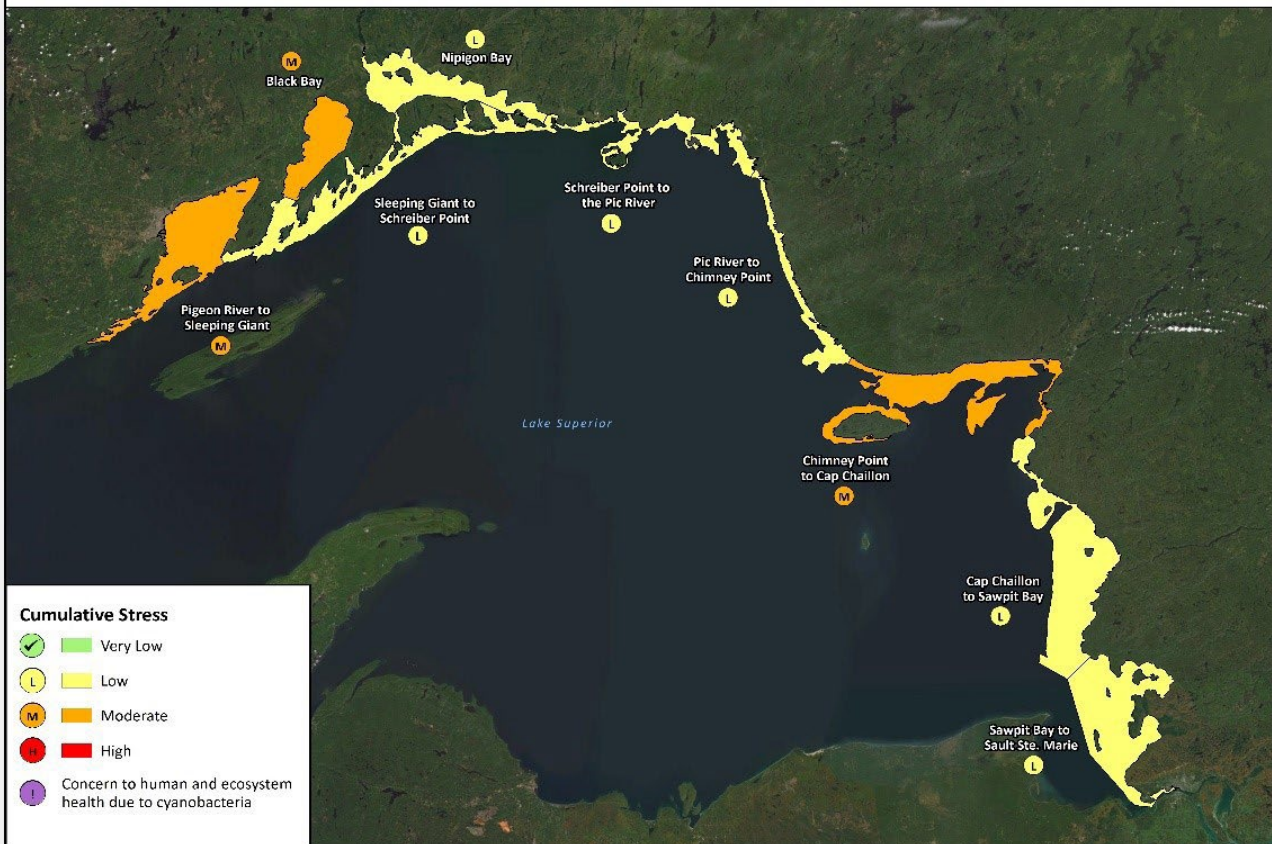 L
Nipigon Bay
M
Black Bay
Sleeping Giant to
Schreiber Point
L
Schreiber Point to
the Pic River
L
Pic River to
Chimney Point
L
Pigeon River to
Sleeping Giant
M
Lake Superior
Chimney Point
to Cap Chaillon
M
Cap Chaillon
to Sawpit Bay
L
Sawpit Bay to
Sault Ste. Marie
L
Cumulative Stress
Very Low
L Low
M Moderate
H High
! Concern to human and ecosystem
health due to cyanobacteria